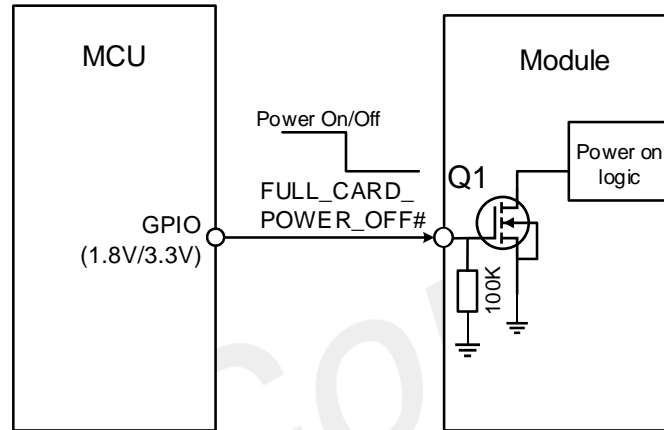 MCU
Module
Power On/Off
Power on
logic
Q1
FULL_CARD_
POWER_OFF#
GPIO
(1.8V/3.3V)
100K